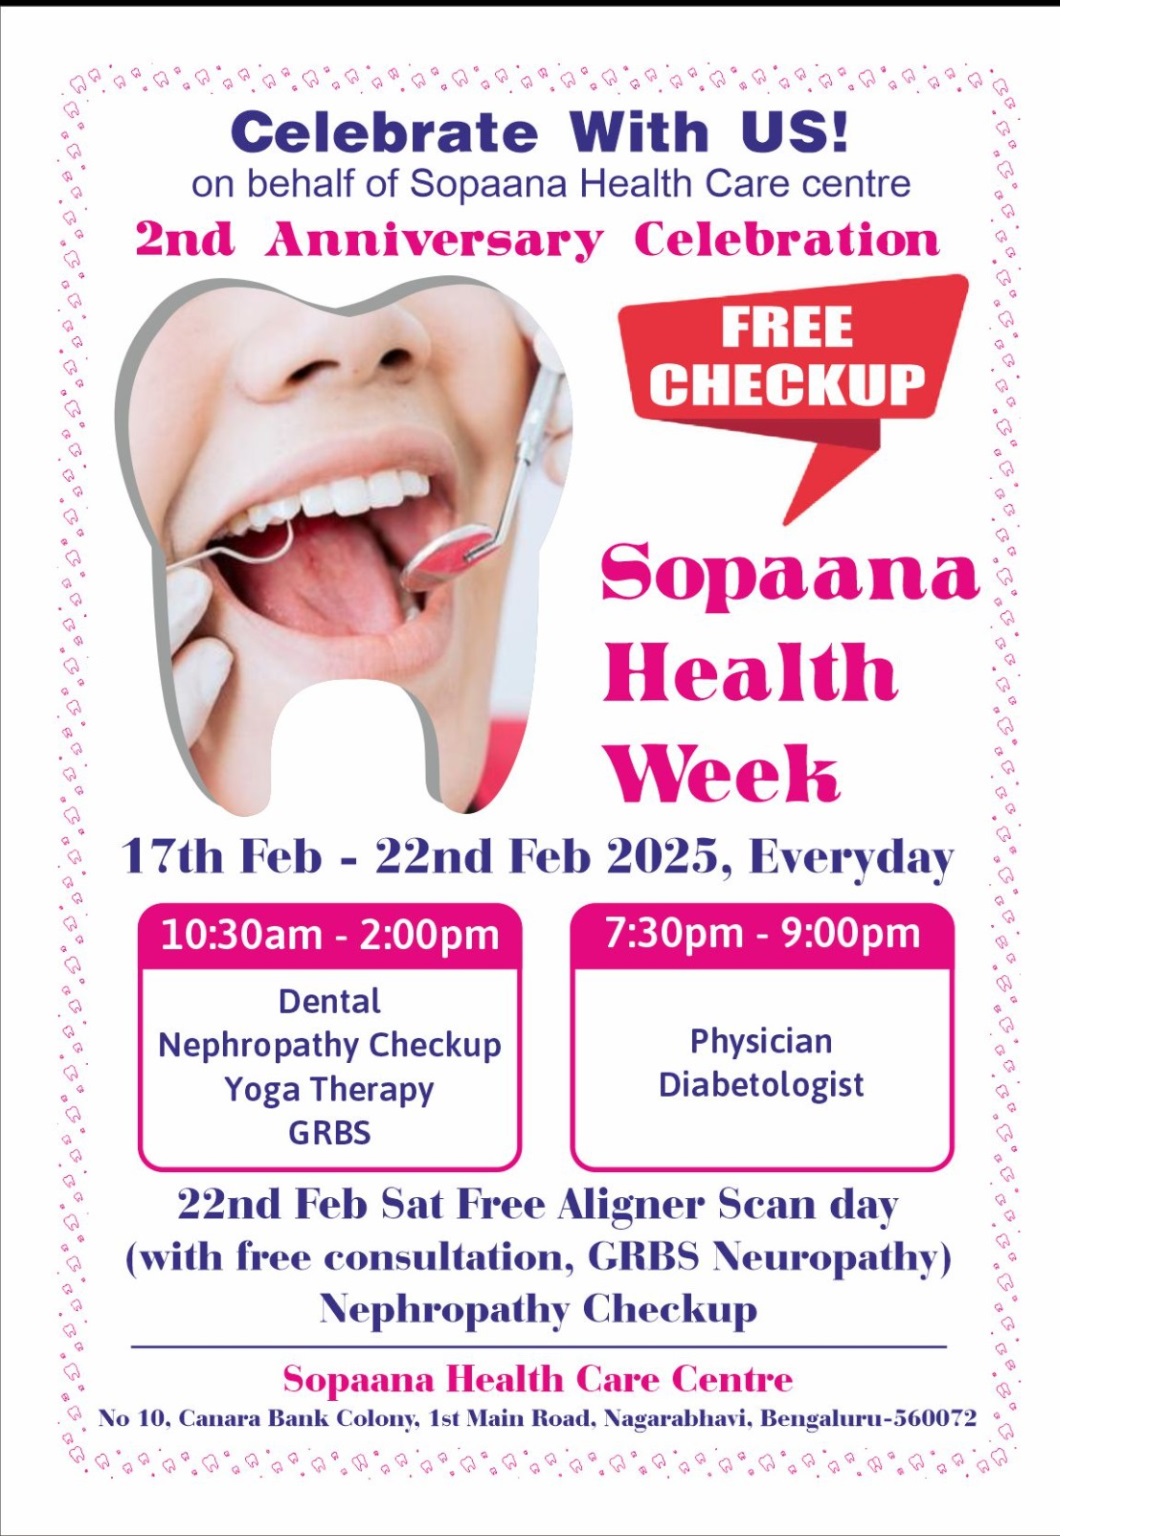 Celebrate With US!
on behalf of Sopaana Health Care centre
2nd Anniversary Celebration
FREE
CHECKUP
Sopaana
Health
Week
17th Feb - 22nd Feb 2025, Everyday
10:30am - 2:00pm
Dental
Nephropathy Checkup
Yoga Therapy
GRBS
7:30pm - 9:00pm
Physician
Diabetologist
22nd Feb Sat Free Aligner Scan day
(with free consultation, GRBS Neuropathy)
Nephropathy Checkup
Sopaana Health Care Centre
No 10, Canara Bank Colony, 1st Main Road, Nagarabhavi, Bengaluru-560072